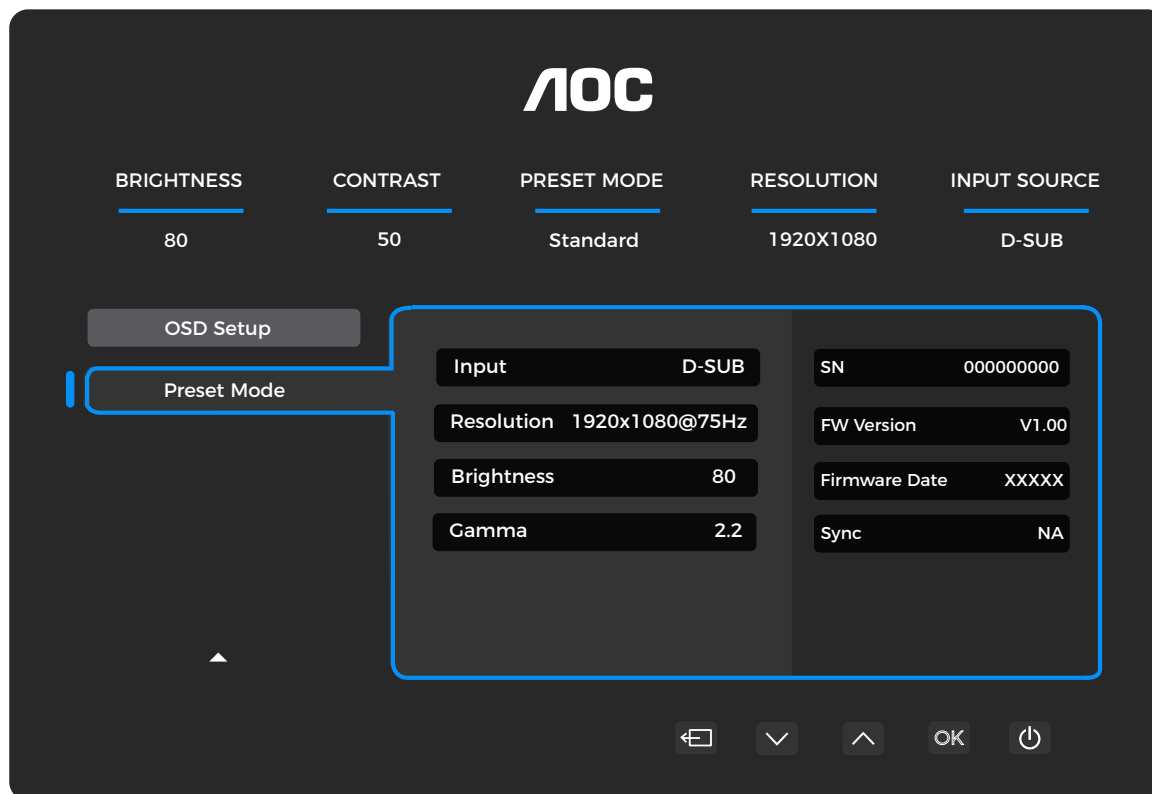 AOC
BRIGHTNESS CONTRAST PRESET MODE RESOLUTION INPUT SOURCE
80 50 Standard 1920X1080 D-SUB
OSD Setup
Preset Mode
Input D-SUB
Resolution 1920x1080@75Hz
Brightness 80
Gamma 2.2
SN 000000000
FW Version V1.00
Firmware Date XXXXX
Sync NA
OK